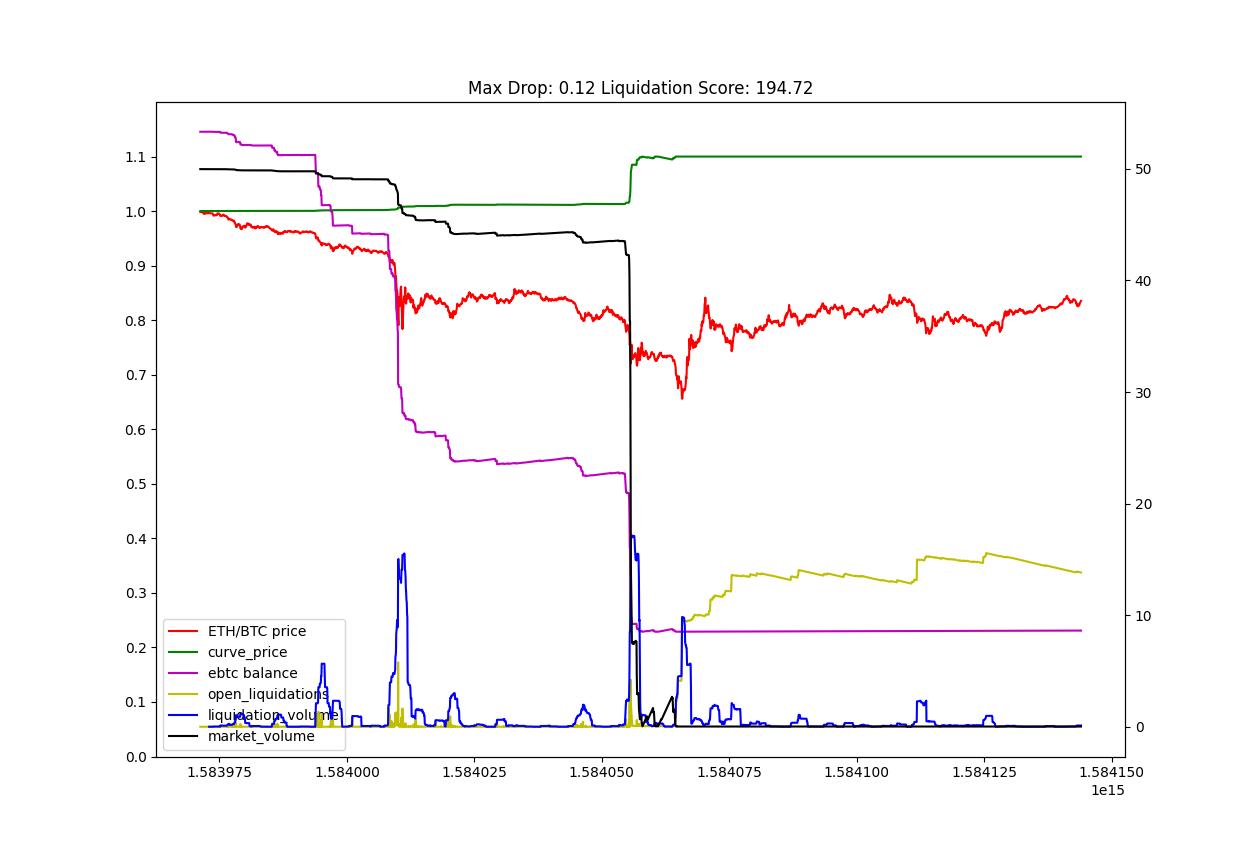 Max Drop: 0.12 Liquidation Score: 194.72
1.1
1.0
0.9
0.8
0.7
0.6
0.5
0.4
0.3
0.2
0.1
0.0
50
40
30
20
10
0
ETH/BTC price
curve_price
ebtc balance
open_liquidations
liquidation_volume
market_volume
1.583975 1.584000 1.584025 1.584050 1.584075 1.584100 1.584125 1.584150
1e15